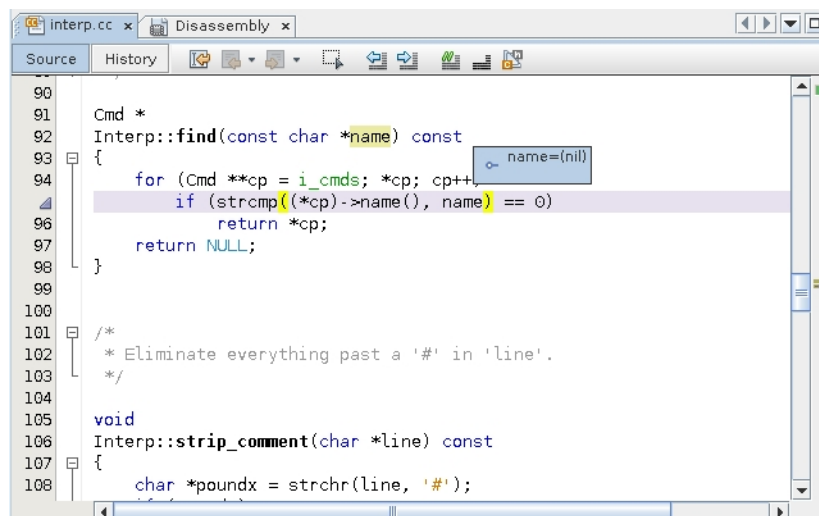 interp.cc x Disassembly x
Source History
90
91 Cmd *
92 Interp::find(const char *name) const
93 {
name=(nil)
94 for (Cmd **cp = i_cmds; *cp; cp++
if (strcmp((*cp)->name(), name) == 0)
96 return *cp;
97 return NULL;
98 }
99
100
101 /*
102 * Eliminate everything past a '#' in 'line'.
103 */
104
105 void
106 Interp::strip_comment(char *line) const
107 {
108 char *poundx = strchr(line, '#');